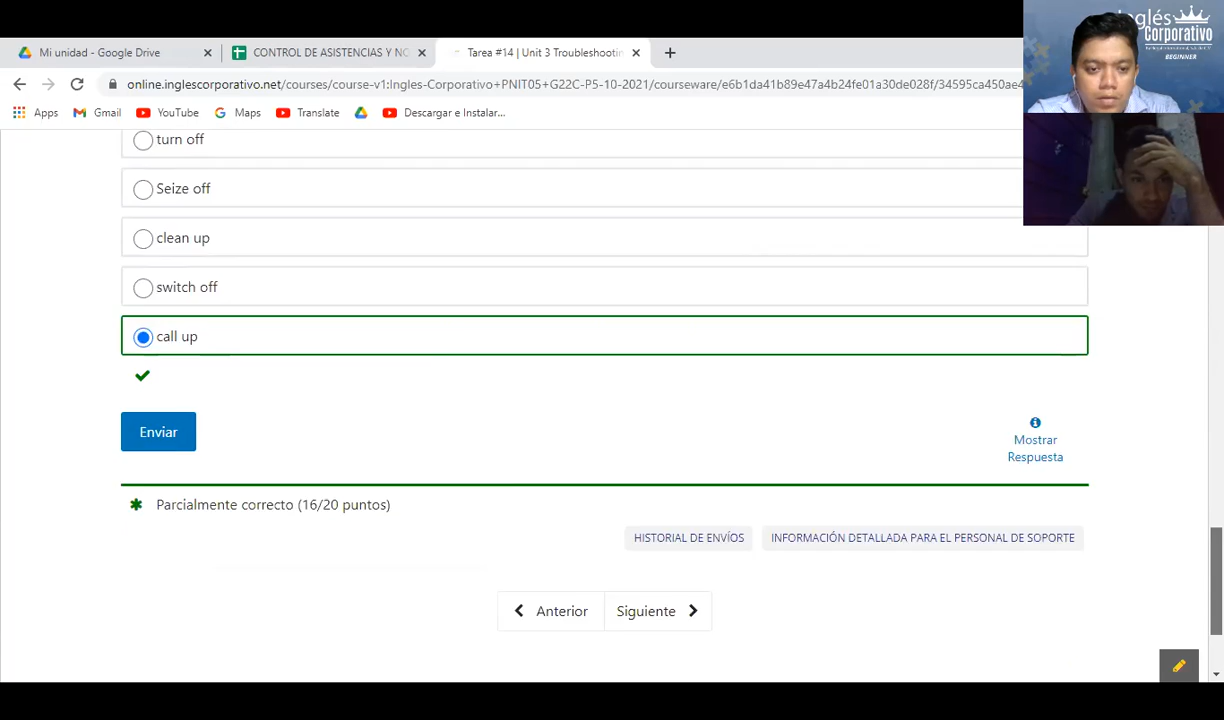 Mi unidad - Google Drive
CONTROL DE ASISTENCIAS Y NO
Tarea #14 | Unit 3 Troubleshootin
online.inglescorporativo.net/courses/course-v1:Ingles-Corporativo+PNIT05+G22C-P5-10-2021/courseware/e6b1da41b89e47a4b24fe01a30de028f/34595ca450ae4
Apps
Gmail
YouTube
Maps
Translate
Descargar e Instalar...
Inglés
Corporativo
BEGINNER
turn off
Seize off
clean up
switch off
call up
Enviar
Mostrar
Respuesta
Parcialmente correcto (16/20 puntos)
HISTORIAL DE ENVÍOS
INFORMACIÓN DETALLADA PARA EL PERSONAL DE SOPORTE
Anterior
Siguiente